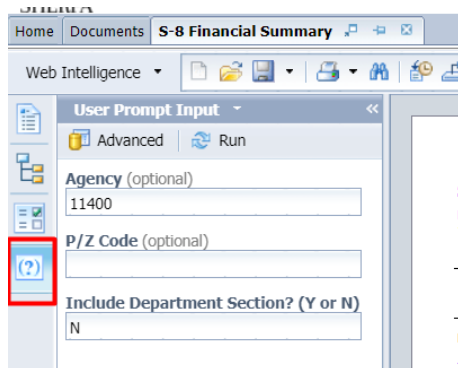 Home Documents S-8 Financial Summary
Web Intelligence
User Prompt Input «
Advanced Run
Agency (optional)
11400
P/Z Code (optional)
(?)
Include Department Section? (Y or N)
N